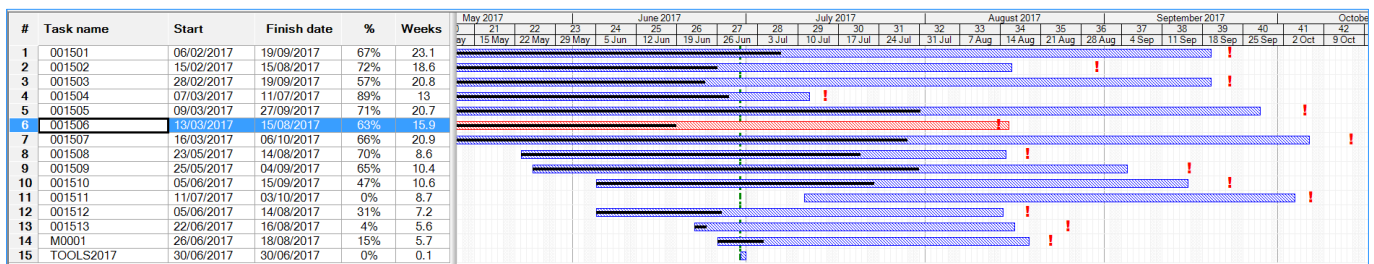 May 2017 June 2017 July 2017 August 2017 September 2017 Octobe
# Task name Start Finish date % Weeks
21 22 23 24 25 26 27 28 29 30 31 32 33 34 35 36 37 38 39 40 41 42
ay 15 May 22 May 29 May 5 Jun 12 Jun 19 Jun 26 Jun 3 Jul 10 Jul 17 Jul 24 Jul 31 Jul 7 Aug 14 Aug 21 Aug 28 Aug 4 Sep 11 Sep 18 Sep 25 Sep 2 Oct 9 Oct
1 001501 06/02/2017 19/09/2017 67% 23.1 !
2 001502 15/02/2017 15/08/2017 72% 18.6 !
3 001503 28/02/2017 19/09/2017 57% 20.8 !
4 001504 07/03/2017 11/07/2017 89% 13 !
5 001505 09/03/2017 27/09/2017 71% 20.7 !
6 001506 13/03/2017 15/08/2017 63% 15.9 !
7 001507 16/03/2017 06/10/2017 66% 20.9 !
8 001508 23/05/2017 14/08/2017 70% 8.6 !
9 001509 25/05/2017 04/09/2017 65% 10.4 !
10 001510 05/06/2017 15/09/2017 47% 10.6 !
11 001511 11/07/2017 03/10/2017 0% 8.7 !
12 001512 05/06/2017 14/08/2017 31% 7.2 !
13 001513 22/06/2017 16/08/2017 4% 5.6 !
14 M0001 26/06/2017 18/08/2017 15% 5.7 !
15 TOOLS2017 30/06/2017 30/06/2017 0% 0.1